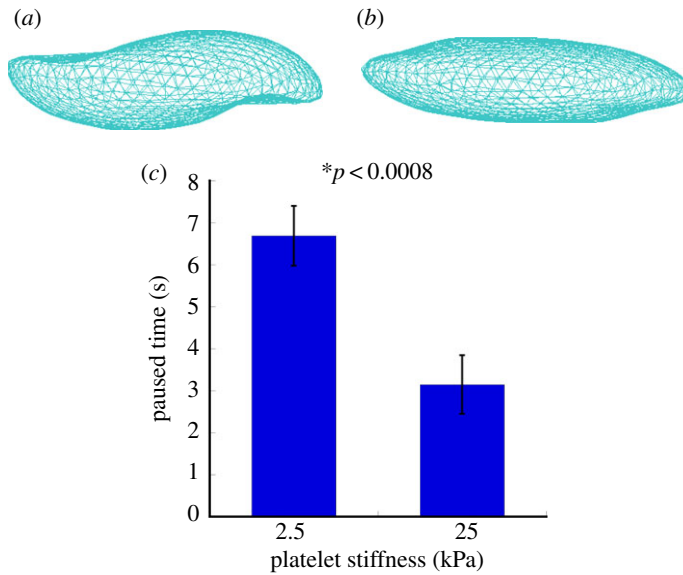 (a)
(b)
(c)
*p < 0.0008
8
7
6
5
4
3
2
1
0
paused time (s)
2.5
25
platelet stiffness (kPa)